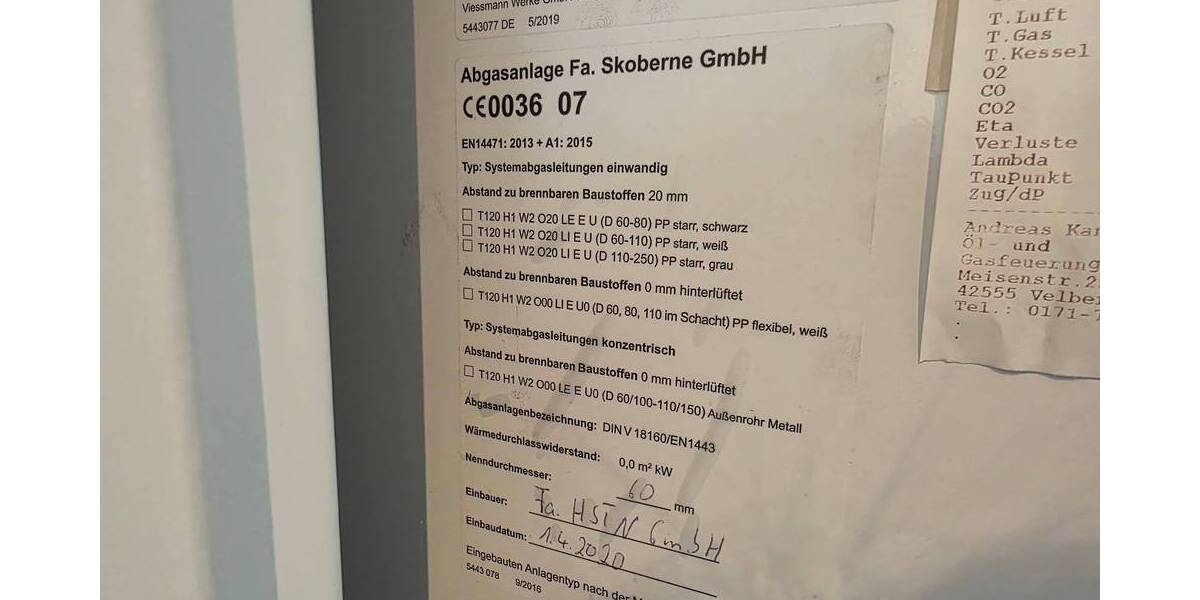 Viessmann Werke
5443077 DE 5/2019
Abgasanlage Fa. Skoberne GmbH
CE0036 07
EN14471: 2013 + A1: 2015
Typ: Systemabgasleitungen einwandig
Abstand zu brennbaren Baustoffen 20 mm
☐ T120 H1 W2 O20 LE E U (D 60-80) PP starr, schwarz
☐ T120 H1 W2 O20 LI E U (D 60-110) PP starr, weiß
☐ T120 H1 W2 O20 LI E U (D 110-250) PP starr, grau
Abstand zu brennbaren Baustoffen 0 mm hinterlüftet
☐ T120 H1 W2 O00 LI E U0 (D 60, 80, 110 im Schacht) PP flexibel, weiß
Typ: Systemabgasleitungen konzentrisch
Abstand zu brennbaren Baustoffen 0 mm hinterlüftet
☐ T120 H1 W2 O00 LE E U0 (D 60/100-110/150) Außenrohr Metall
Abgasanlagenbezeichnung: DIN V 18160/EN1443
Wärmedurchlasswiderstand: 0,0 m² kW
Nenndurchmesser: 60 mm
Einbauer: Fa. HSTN GmbH
Einbaudatum: 1.4.2020
Eingebauten Anlagentyp nach der
5443 078 9/2016
T.Luft
T.Gas
T.Kessel
O2
CO
CO2
Eta
Verluste
Lambda
Taupunkt
Zug/dP
Andreas Kar
Öl- und
Gasfeuerung
Meisenstr.2
42555 Velbe
Tel.: 0171-7